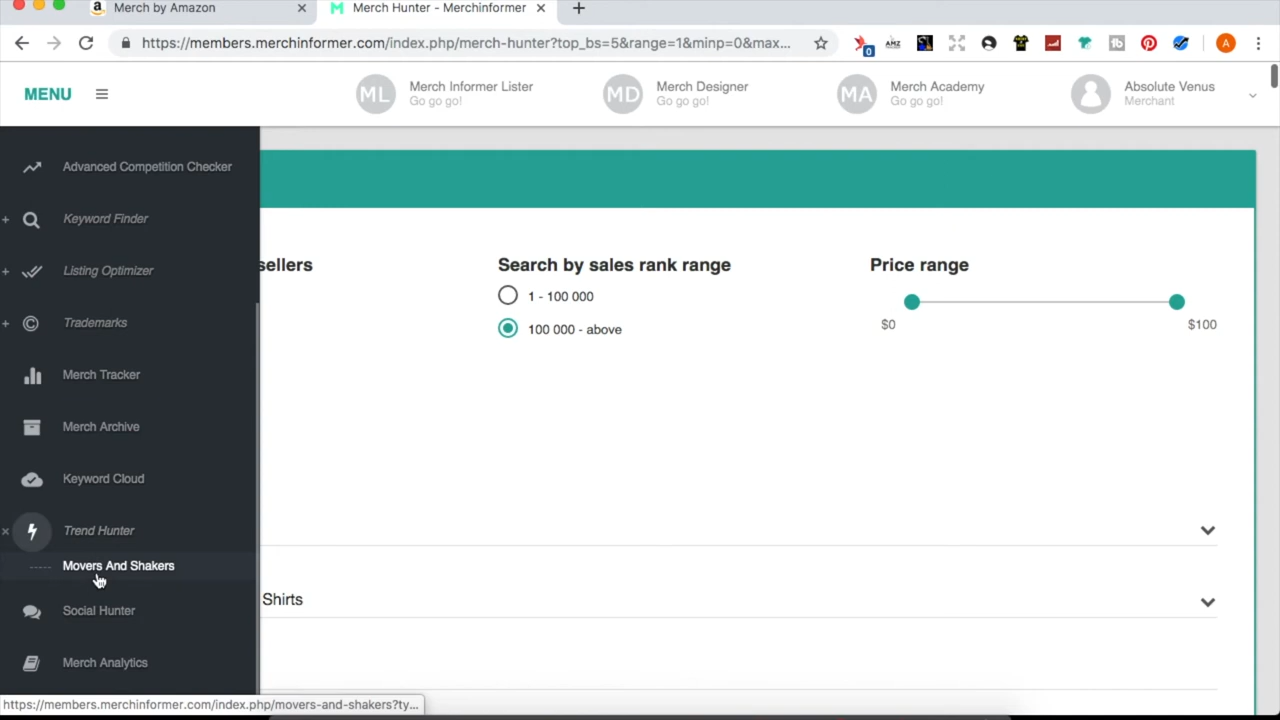 Merch by Amazon
Merch Hunter - Merchinformer
https://members.merchinformer.com/index.php/merch-hunter?top_bs=5&range=1&minp=0&max...
0
AMZ
tb
A
MENU
ML
Merch Informer Lister
Go go go!
MD
Merch Designer
Go go go!
MA
Merch Academy
Go go go!
Absolute Venus
Merchant
Advanced Competition Checker
Keyword Finder
Listing Optimizer
Trademarks
Merch Tracker
Merch Archive
Keyword Cloud
Trend Hunter
Movers And Shakers
Social Hunter
Merch Analytics
sellers
Search by sales rank range
1 - 100 000
100 000 - above
Price range
$0
$100
Shirts
https://members.merchinformer.com/index.php/movers-and-shakers?ty...